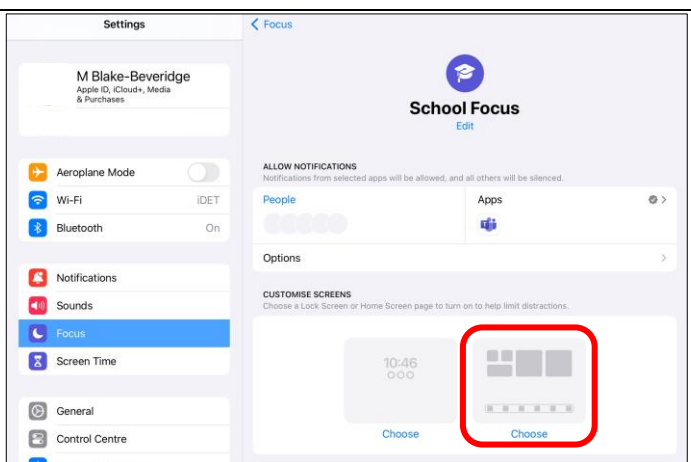 Settings
M Blake-Beveridge
Apple ID, iCloud+, Media
& Purchases
Aeroplane Mode
Wi-Fi iDET
Bluetooth On
Notifications
Sounds
Focus
Screen Time
General
Control Centre
Focus
School Focus
Edit
ALLOW NOTIFICATIONS
Notifications from selected apps will be allowed, and all others will be silenced.
People Apps
Options
CUSTOMISE SCREENS
Choose a Lock Screen or Home Screen page to turn on to help limit distractions.
10:46
Choose Choose